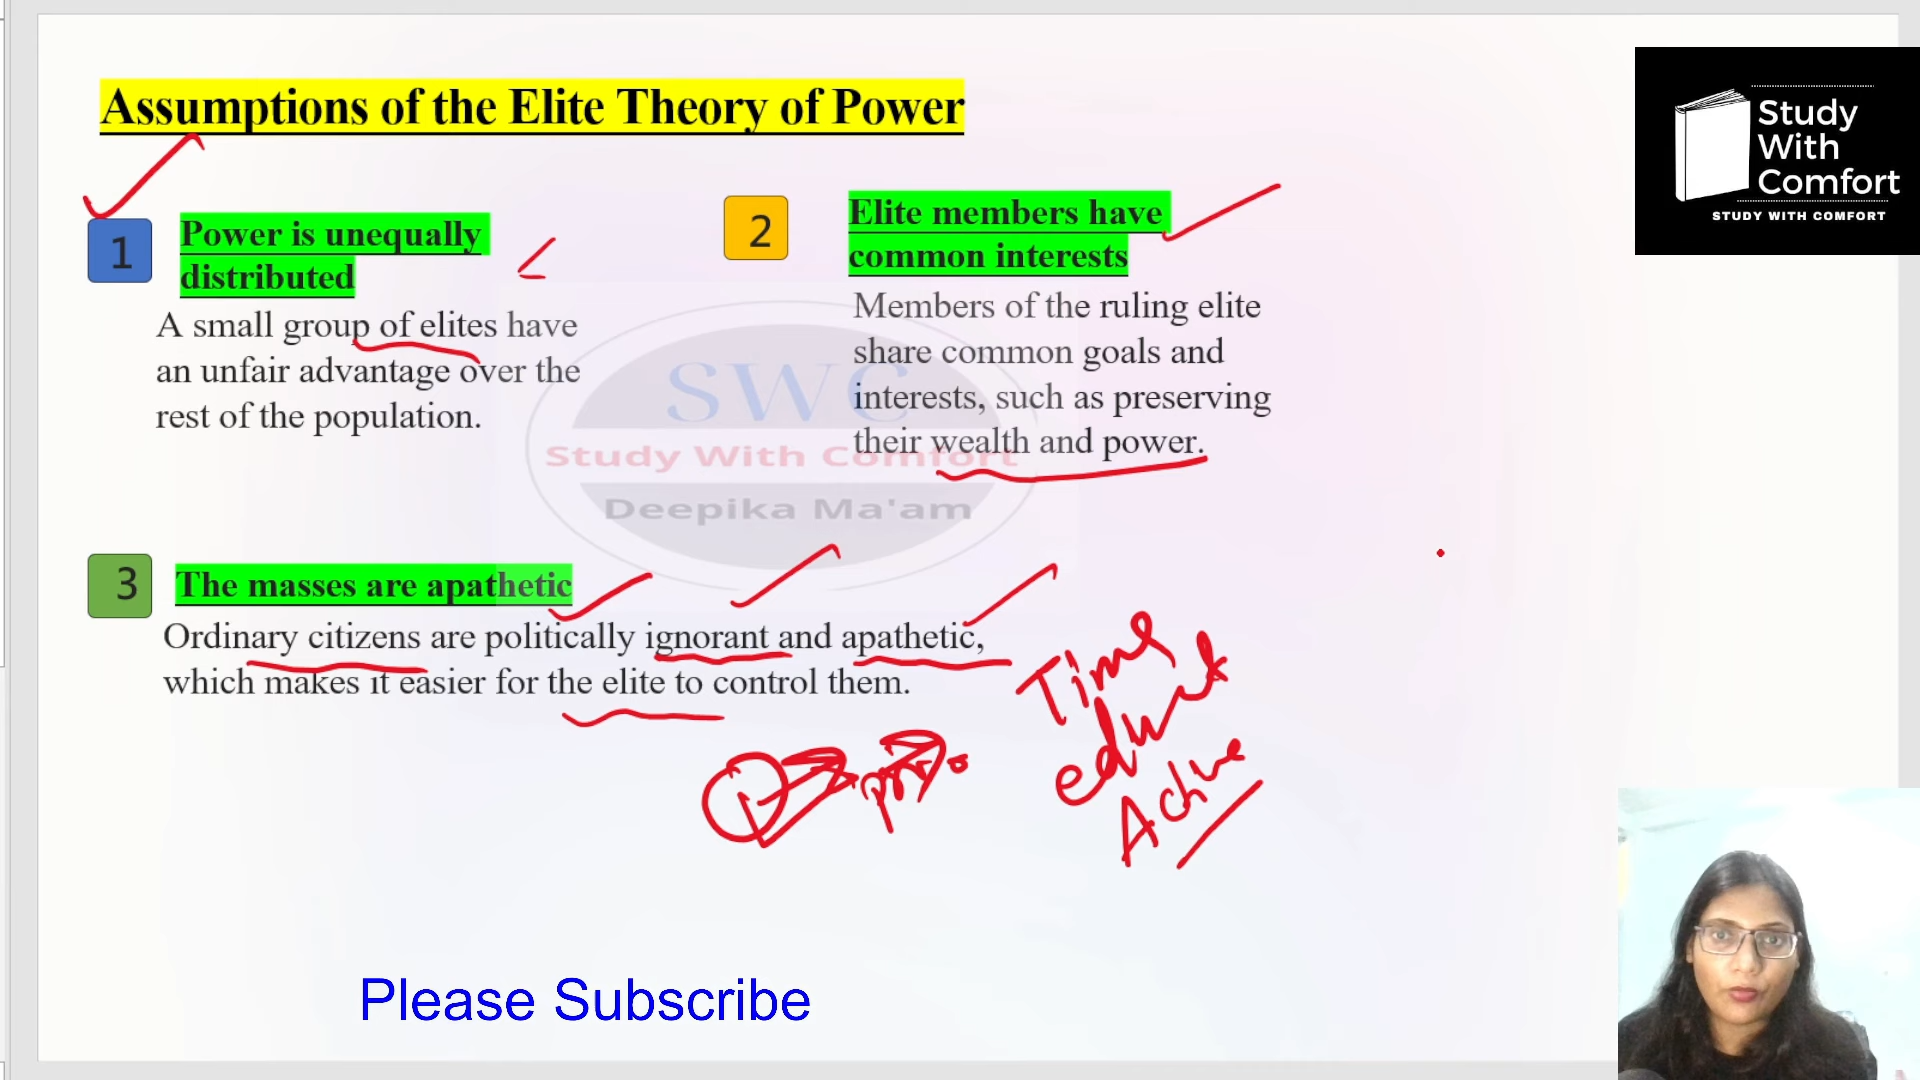 Assumptions of the Elite Theory of Power
Study
With
Comfort
STUDY WITH COMFORT
1
Power is unequally
distributed
A small group of elites have
an unfair advantage over the
rest of the population.
2
Elite members have
common interests
Members of the ruling elite
share common goals and
interests, such as preserving
their wealth and power.
SWC
Study With Comfort
Deepika Ma'am
3
The masses are apathetic
Ordinary citizens are politically ignorant and apathetic,
which makes it easier for the elite to control them.
Time
Please Subscribe